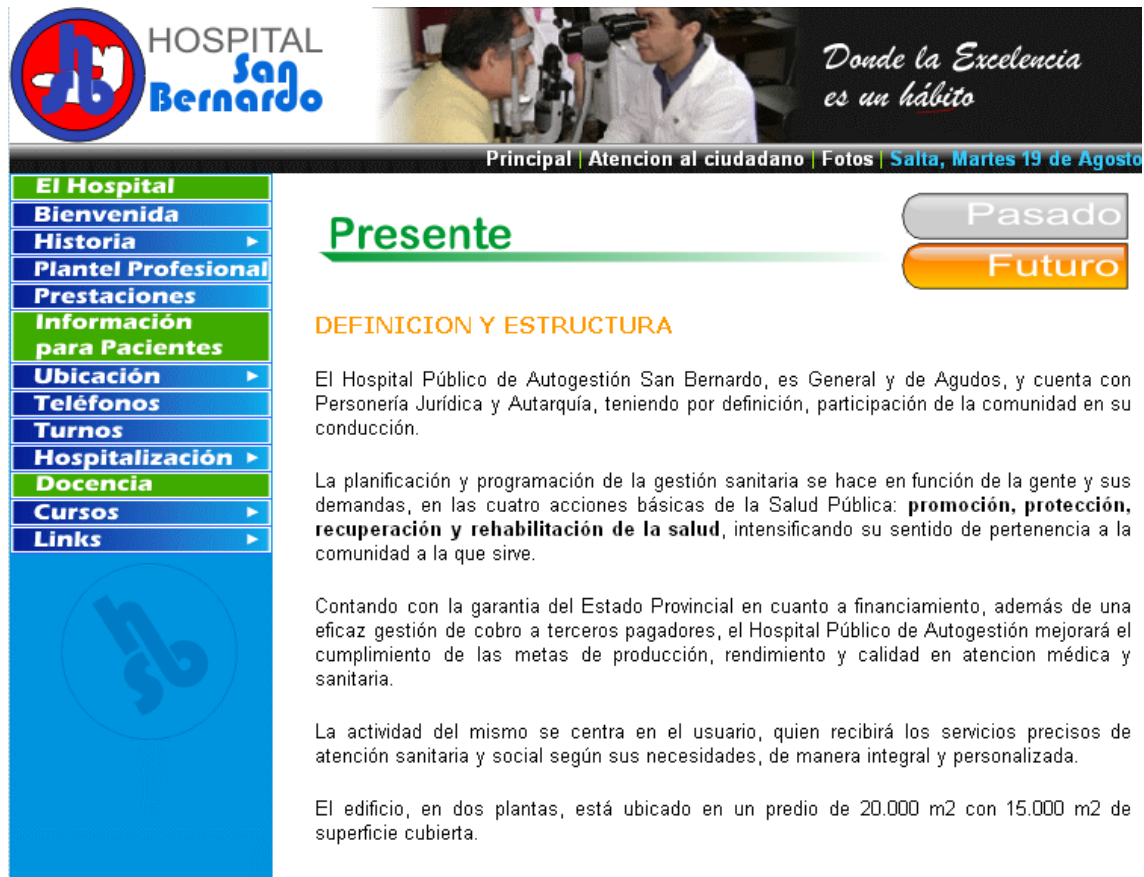 HOSPITAL
San
Bernardo
hsb
Donde la Excelencia
es un hábito
Principal | Atencion al ciudadano | Fotos | Salta, Martes 19 de Agosto
El Hospital
Bienvenida
Historia
Plantel Profesional
Prestaciones
Información
para Pacientes
Ubicación
Teléfonos
Turnos
Hospitalización
Docencia
Cursos
Links
hsb
Presente
Pasado
Futuro
DEFINICION Y ESTRUCTURA
El Hospital Público de Autogestión San Bernardo, es General y de Agudos, y cuenta con
Personería Jurídica y Autarquía, teniendo por definición, participación de la comunidad en su
conducción.
La planificación y programación de la gestión sanitaria se hace en función de la gente y sus
demandas, en las cuatro acciones básicas de la Salud Pública: promoción, protección,
recuperación y rehabilitación de la salud, intensificando su sentido de pertenencia a la
comunidad a la que sirve.
Contando con la garantia del Estado Provincial en cuanto a financiamiento, además de una
eficaz gestión de cobro a terceros pagadores, el Hospital Público de Autogestión mejorará el
cumplimiento de las metas de producción, rendimiento y calidad en atencion médica y
sanitaria.
La actividad del mismo se centra en el usuario, quien recibirá los servicios precisos de
atención sanitaria y social según sus necesidades, de manera integral y personalizada.
El edificio, en dos plantas, está ubicado en un predio de 20.000 m2 con 15.000 m2 de
superficie cubierta.